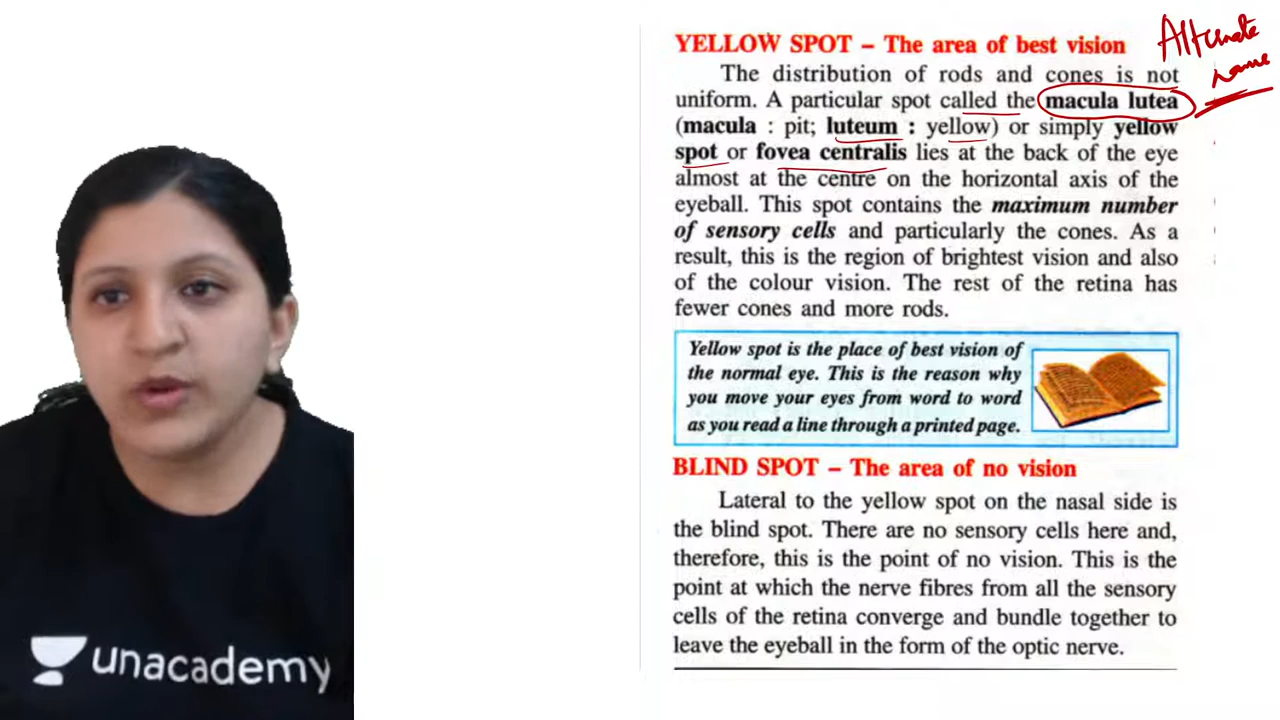 YELLOW SPOT – The area of best vision
Alternate
name
The distribution of rods and cones is not
uniform. A particular spot called the macula lutea
(macula : pit; luteum : yellow) or simply yellow
spot or fovea centralis lies at the back of the eye
almost at the centre on the horizontal axis of the
eyeball. This spot contains the maximum number
of sensory cells and particularly the cones. As a
result, this is the region of brightest vision and also
of the colour vision. The rest of the retina has
fewer cones and more rods.
Yellow spot is the place of best vision of
the normal eye. This is the reason why
you move your eyes from word to word
as you read a line through a printed page.
BLIND SPOT – The area of no vision
Lateral to the yellow spot on the nasal side is
the blind spot. There are no sensory cells here and,
therefore, this is the point of no vision. This is the
point at which the nerve fibres from all the sensory
cells of the retina converge and bundle together to
leave the eyeball in the form of the optic nerve.
unacademy